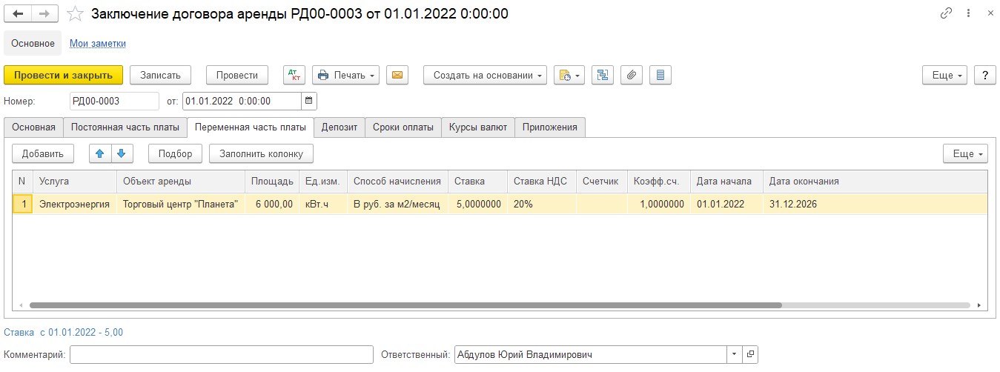 Заключение договора аренды РД00-0003 от 01.01.2022 0:00:00
Основное Мои заметки
Провести и закрыть Записать Провести Дт Кт Печать Создать на основании Еще ?
Номер: РД00-0003 от: 01.01.2022 0:00:00
Основная Постоянная часть платы Переменная часть платы Депозит Сроки оплаты Курсы валют Приложения
Добавить Подбор Заполнить колонку Еще
N Услуга Объект аренды Площадь Ед.изм. Способ начисления Ставка Ставка НДС Счетчик Коэфф.сч. Дата начала Дата окончания
1 Электроэнергия Торговый центр "Планета" 6 000,00 кВт.ч В руб. за м2/месяц 5,0000000 20% 1,0000000 01.01.2022 31.12.2026
Ставка с 01.01.2022 - 5,00
Комментарий: Ответственный: Абдулов Юрий Владимирович